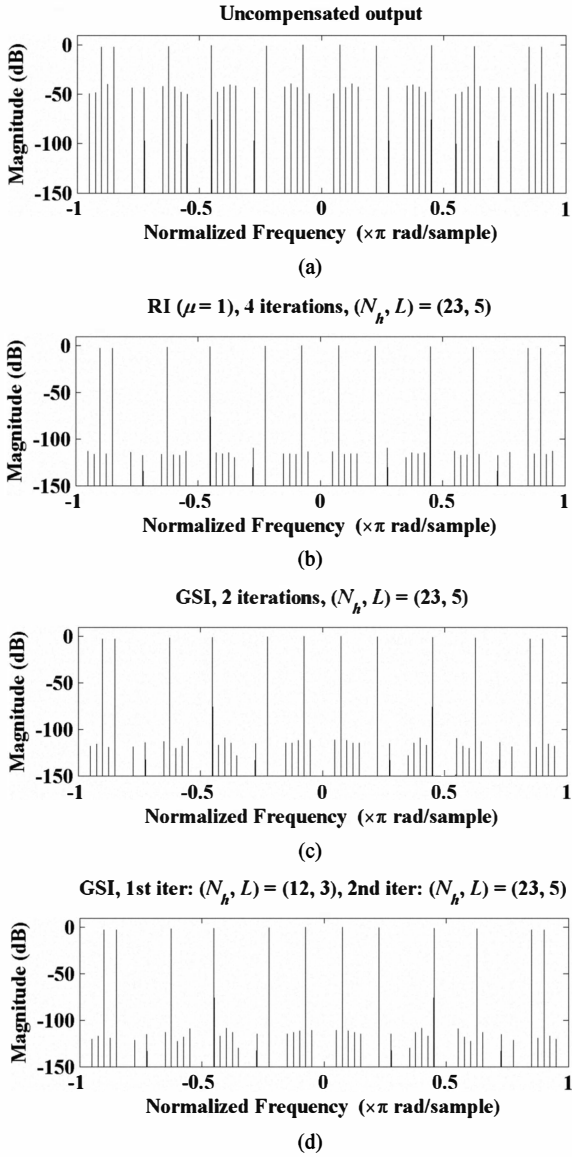 Uncompensated output
Magnitude (dB)
0
-50
-100
-150
-1
-0.5
0
0.5
1
Normalized Frequency (×π rad/sample)
(a)
RI (μ = 1), 4 iterations, (N_h, L) = (23, 5)
Magnitude (dB)
0
-50
-100
-150
-1
-0.5
0
0.5
1
Normalized Frequency (×π rad/sample)
(b)
GSI, 2 iterations, (N_h, L) = (23, 5)
Magnitude (dB)
0
-50
-100
-150
-1
-0.5
0
0.5
1
Normalized Frequency (×π rad/sample)
(c)
GSI, 1st iter: (N_h, L) = (12, 3), 2nd iter: (N_h, L) = (23, 5)
Magnitude (dB)
0
-50
-100
-150
-1
-0.5
0
0.5
1
Normalized Frequency (×π rad/sample)
(d)